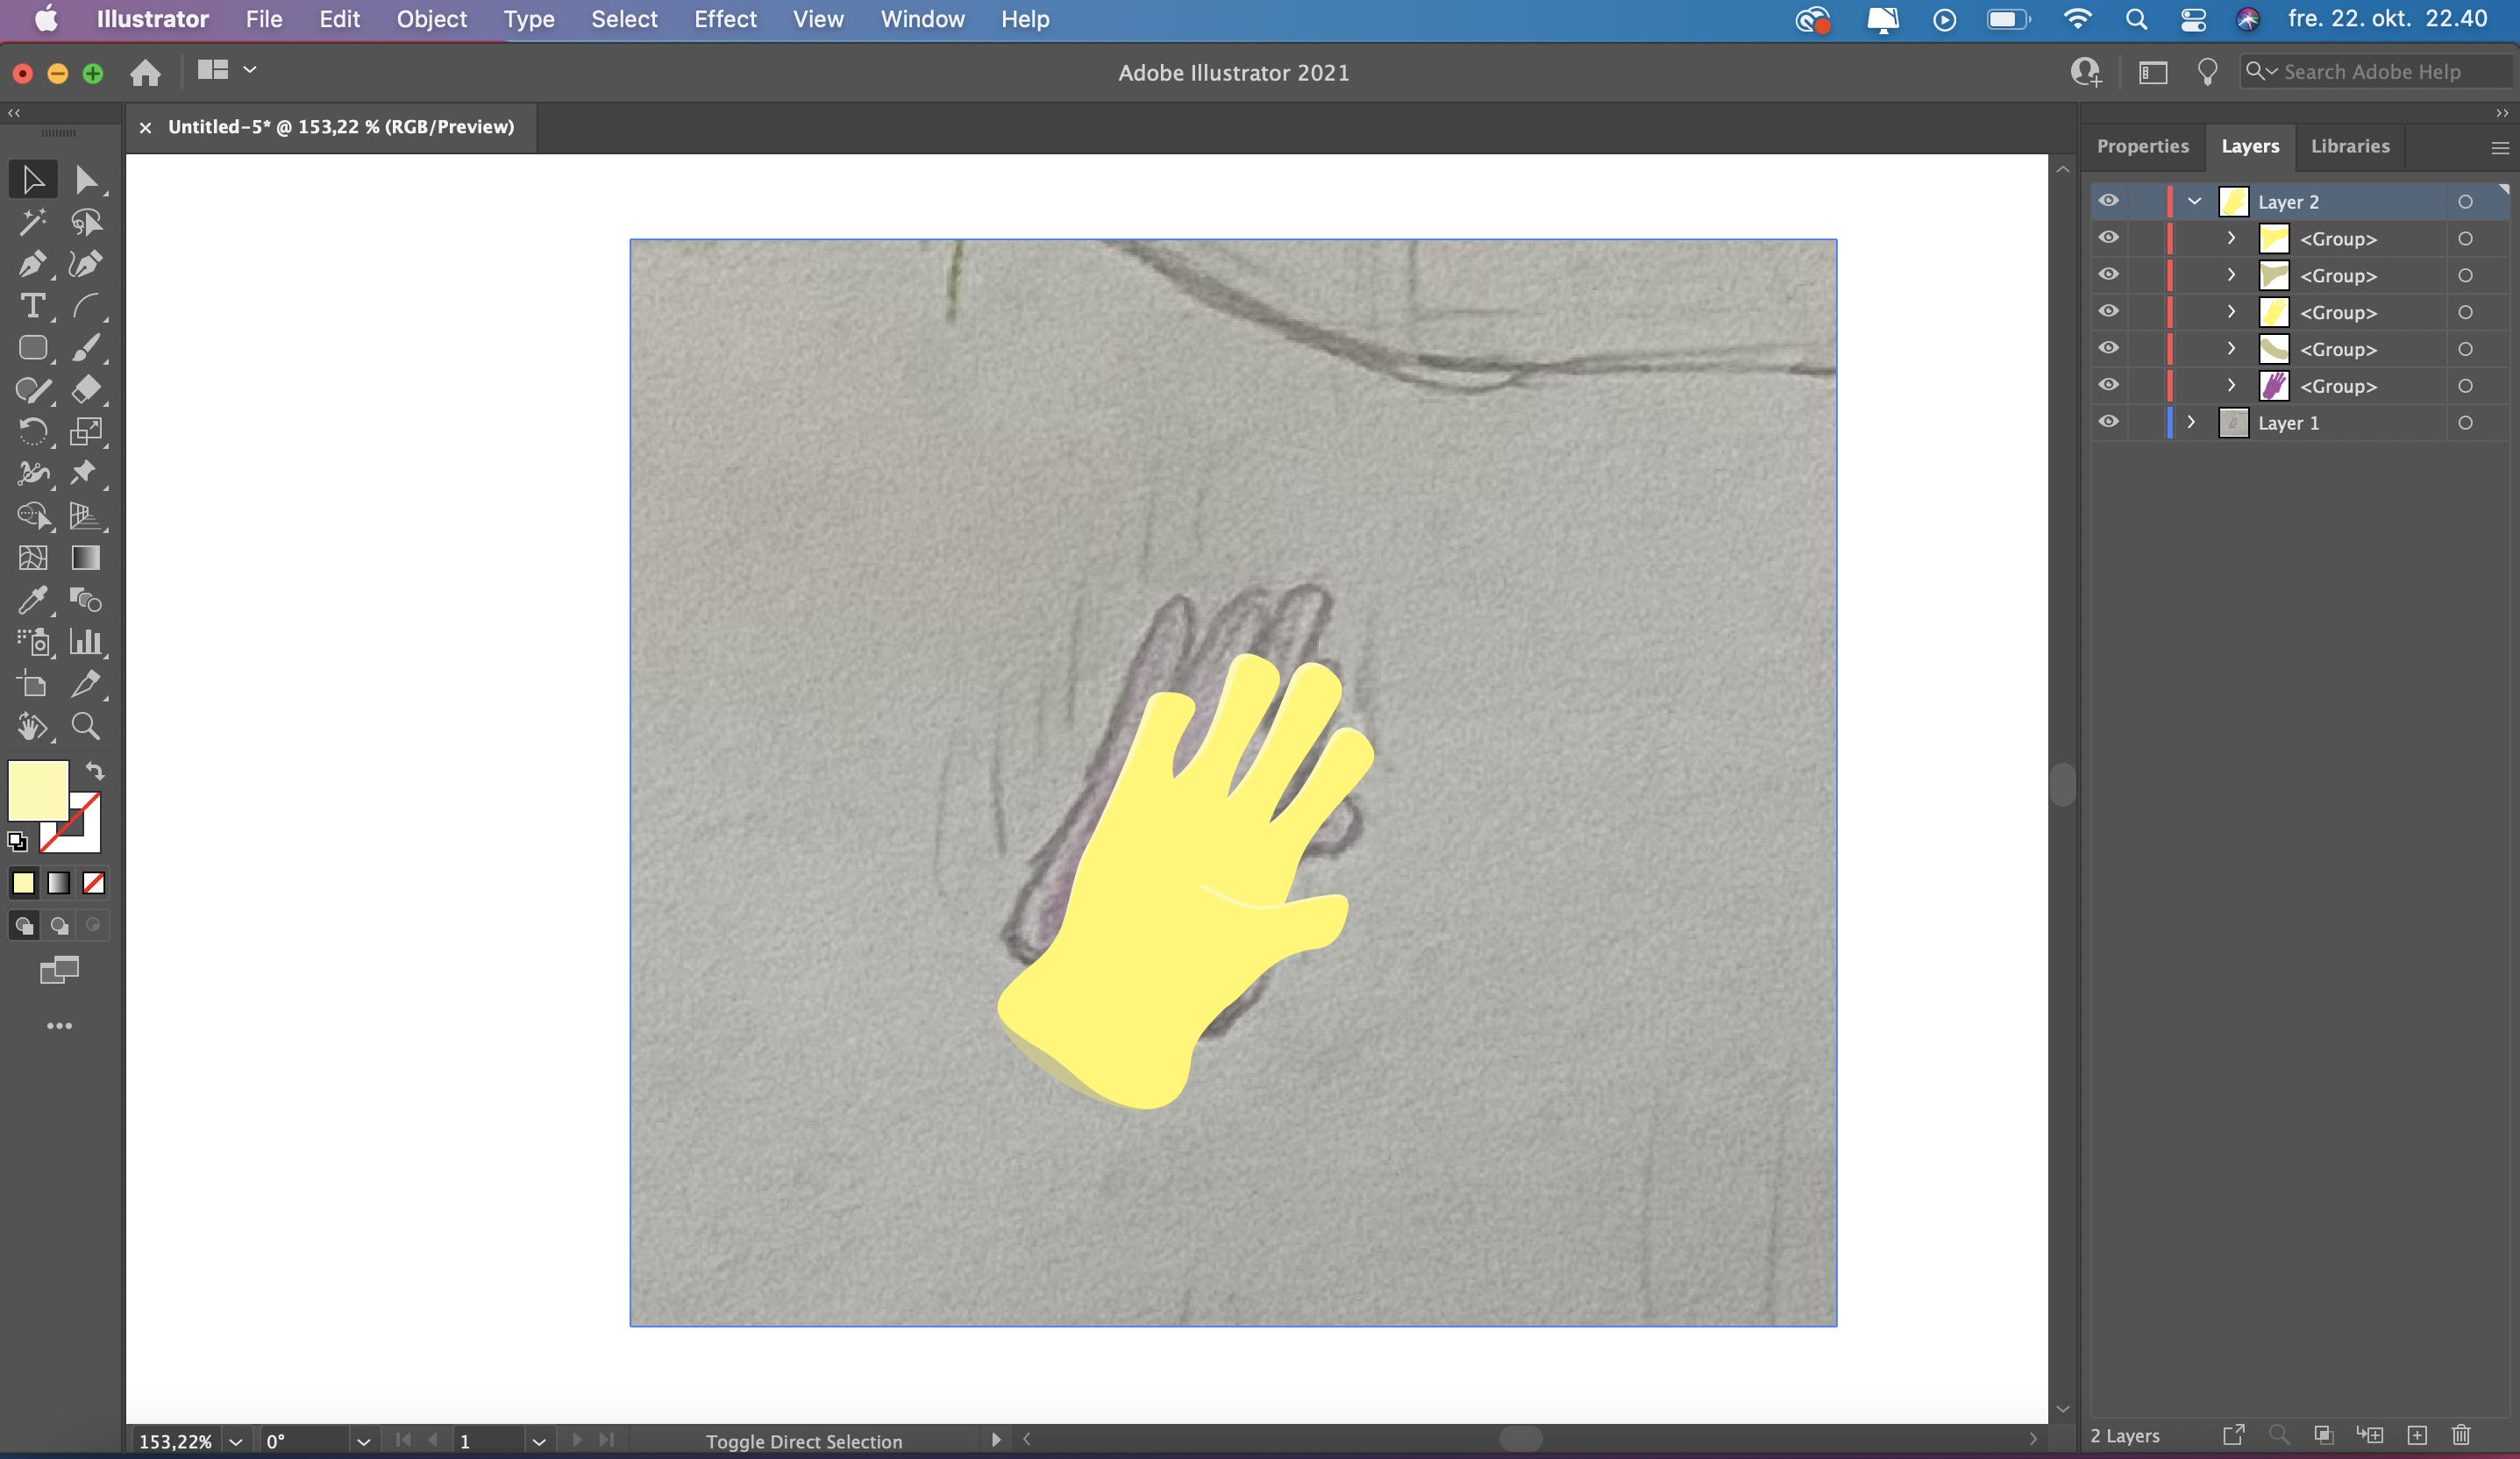 Illustrator File Edit Object Type Select Effect View Window Help fre. 22. okt. 22.40
Adobe Illustrator 2021 Search Adobe Help
× Untitled-5* @ 153,22 % (RGB/Preview)
Properties Layers Libraries
Layer 2
<Group>
<Group>
<Group>
<Group>
<Group>
Layer 1
153,22% 0° 1 Toggle Direct Selection
2 Layers